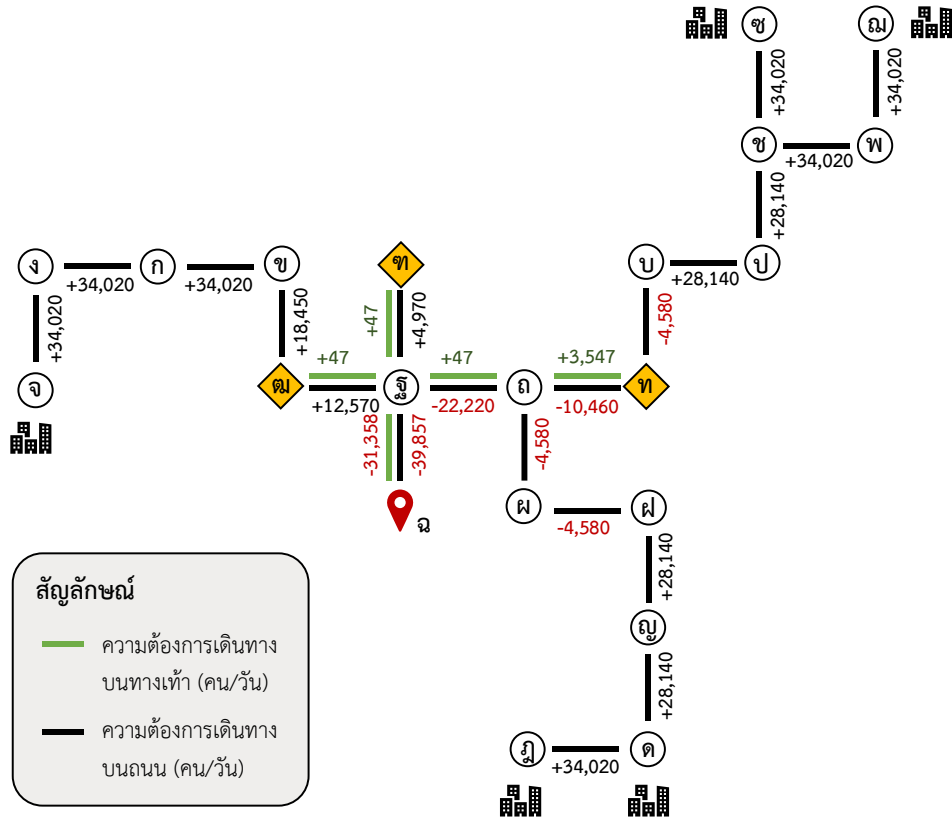 ซ
ฌ
+34,020
+34,020
ช
+34,020
พ
+28,140
ง
+34,020
ก
+34,020
ข
ฑ
บ
+28,140
ป
+34,020
+18,450
+47
+4,970
-4,580
จ
ฒ
+47
+12,570
ฐ
+47
-22,220
ถ
+3,547
-10,460
ท
-31,358
-39,857
-4,580
ฉ
ผ
-4,580
ฝ
+28,140
ญ
+28,140
ฎ
+34,020
ด
สัญลักษณ์
ความต้องการเดินทาง
บนทางเท้า (คน/วัน)
ความต้องการเดินทาง
บนถนน (คน/วัน)